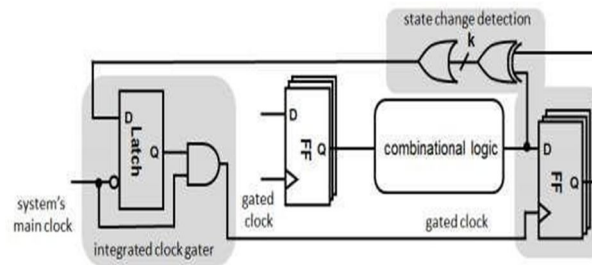 state change detection
k
D
Latch
Q
system's
main clock
integrated clock gater
D
FF
Q
gated
clock
combinational logic
gated clock
D
FF
Q